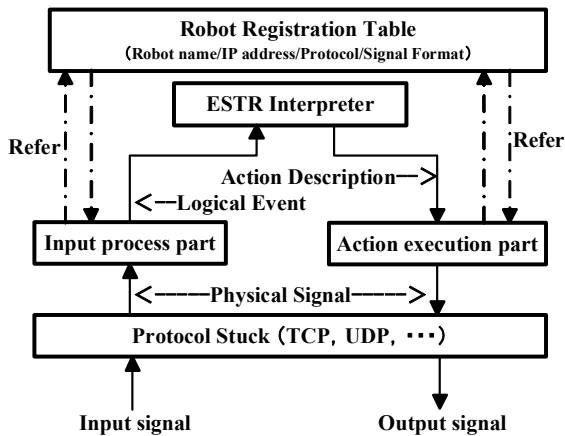 Robot Registration Table
(Robot name/IP address/Protocol/Signal Format)
ESTR Interpreter
Refer
Refer
Action Description
Logical Event
Input process part
Action execution part
Physical Signal
Protocol Stuck (TCP, UDP, ・・・)
Input signal
Output signal